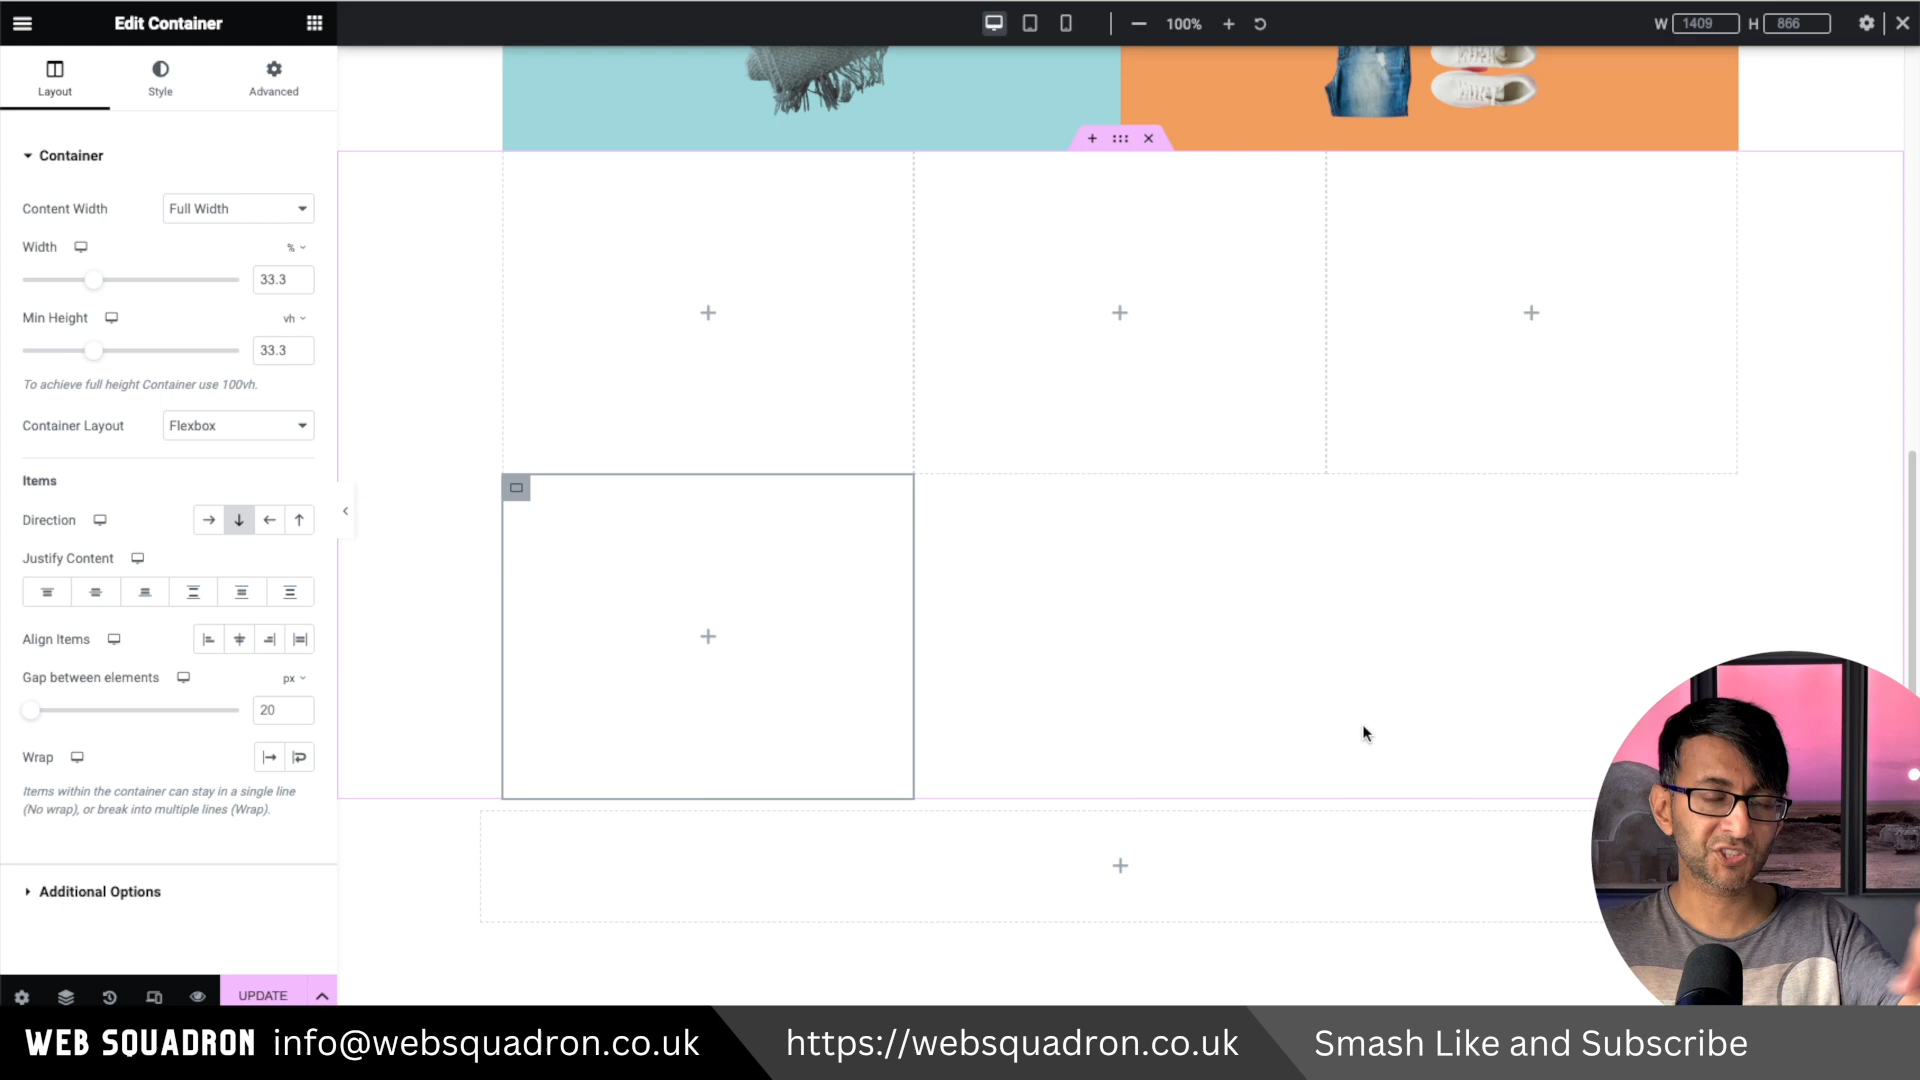 Edit Container
100%
W 1409 H 866
Layout
Style
Advanced
Container
Content Width
Full Width
Width
%
33.3
Min Height
vh
33.3
To achieve full height Container use 100vh.
Container Layout
Flexbox
Items
Direction
Justify Content
Align Items
Gap between elements
px
20
Wrap
Items within the container can stay in a single line
(No wrap), or break into multiple lines (Wrap).
Additional Options
UPDATE
WEB SQUADRON info@websquadron.co.uk
https://websquadron.co.uk
Smash Like and Subscribe